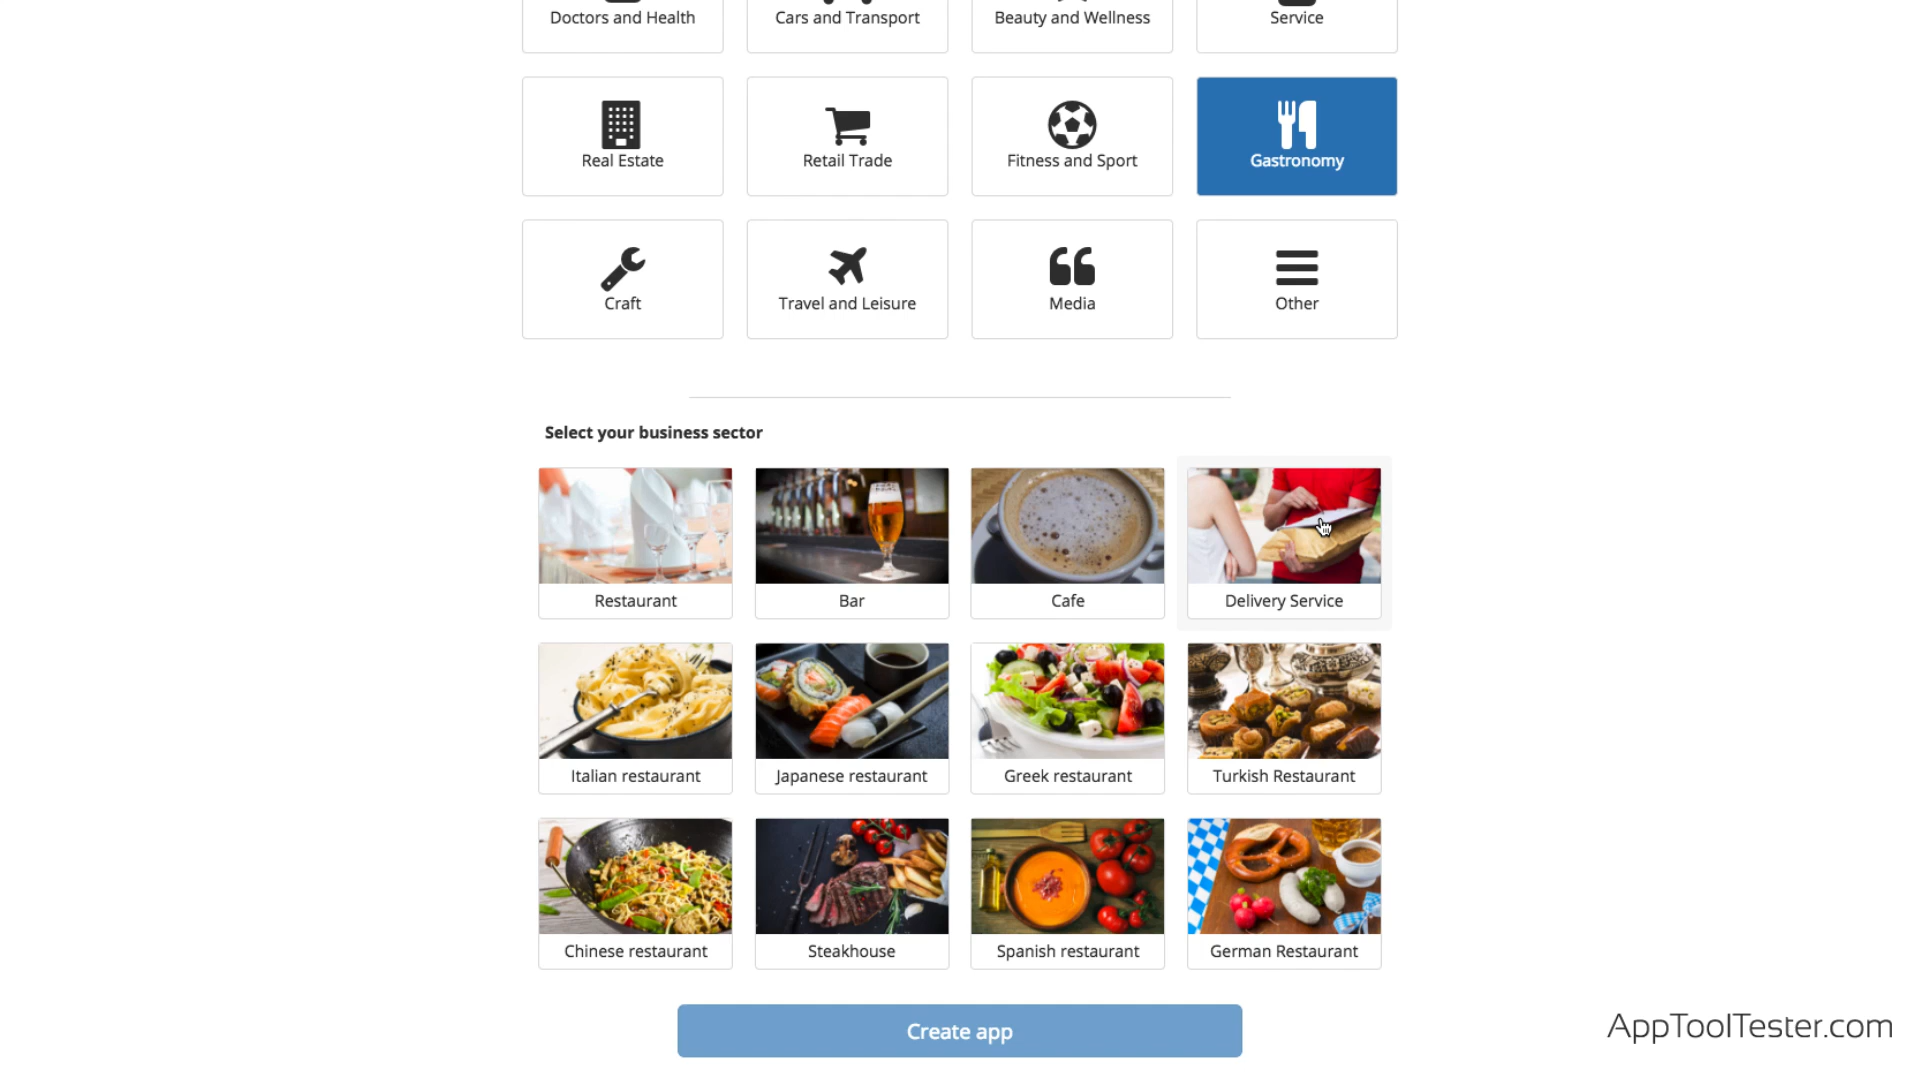 Doctors and Health
Cars and Transport
Beauty and Wellness
Service
Real Estate
Retail Trade
Fitness and Sport
Gastronomy
Craft
Travel and Leisure
Media
Other
Select your business sector
Restaurant
Bar
Cafe
Delivery Service
Italian restaurant
Japanese restaurant
Greek restaurant
Turkish Restaurant
Chinese restaurant
Steakhouse
Spanish restaurant
German Restaurant
Create app
AppToolTester.com